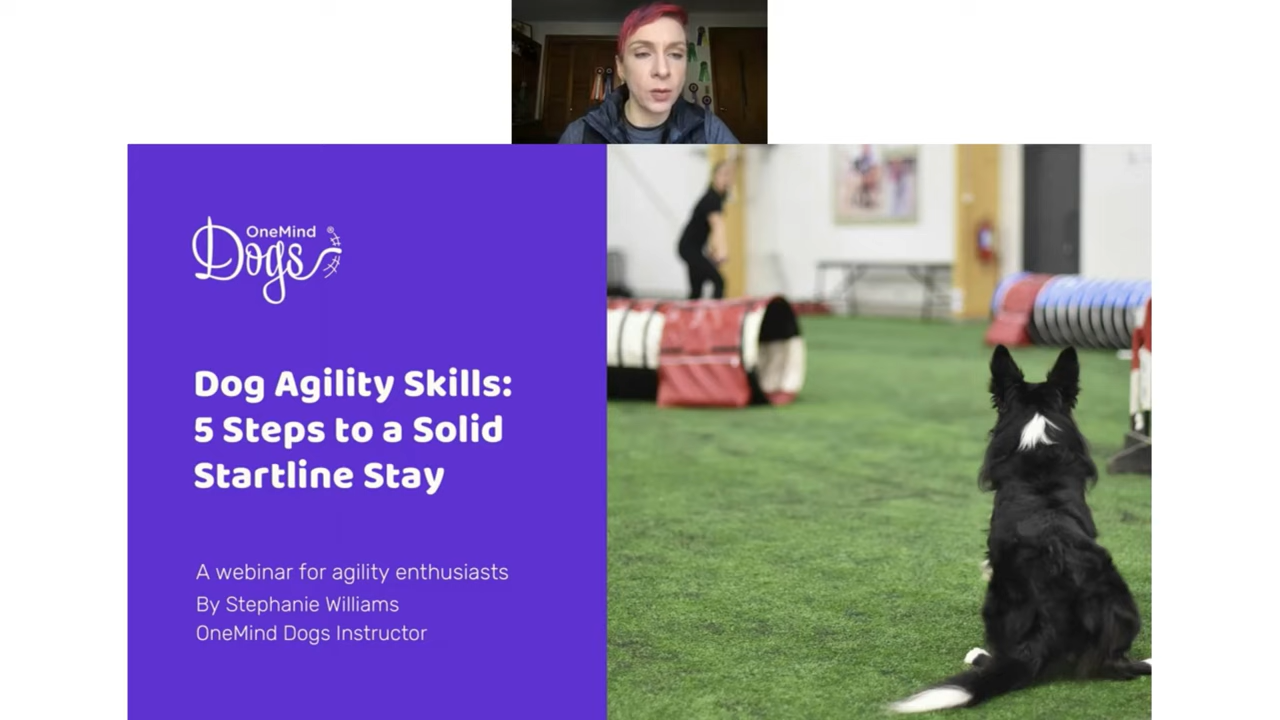 OneMind
Dogs
Dog Agility Skills:
5 Steps to a Solid
Startline Stay
A webinar for agility enthusiasts
By Stephanie Williams
OneMind Dogs Instructor